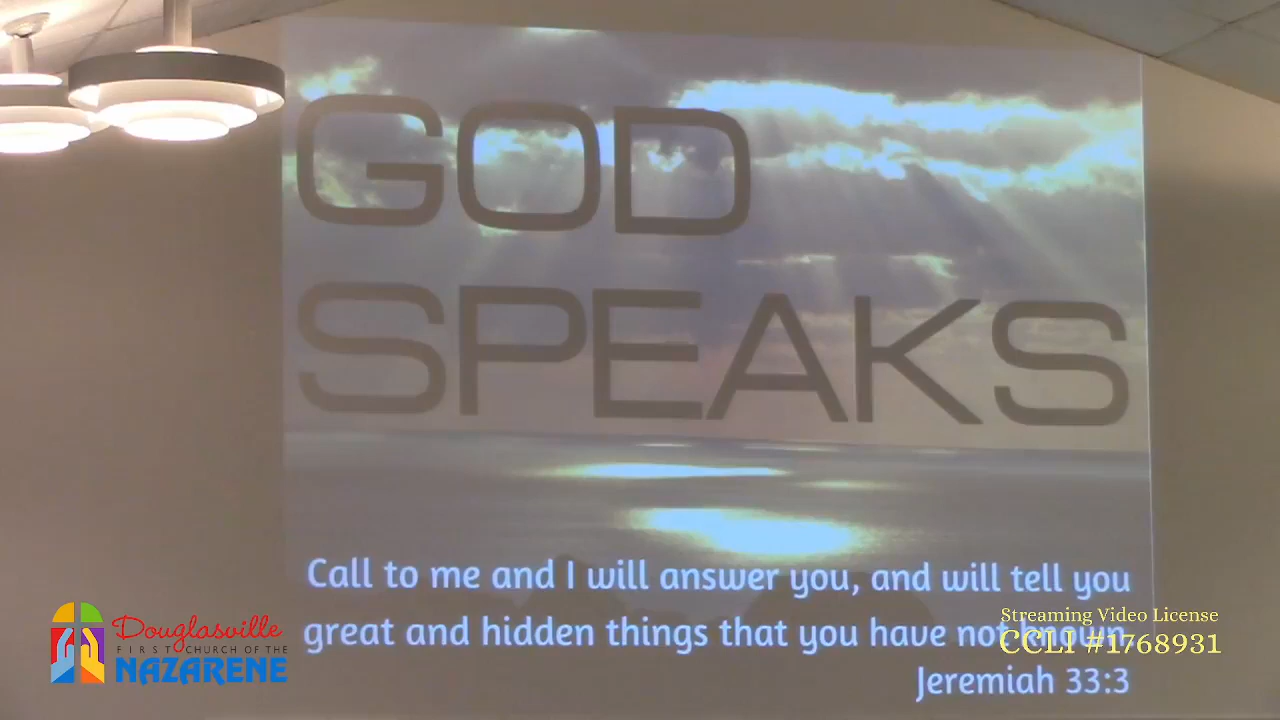 GOD
SPEAKS
Call to me and I will answer you, and will tell you
great and hidden things that you have not known,
Jeremiah 33:3
Streaming Video License
CCLI #1768931
Douglasville
FIRST CHURCH OF THE
NAZARENE